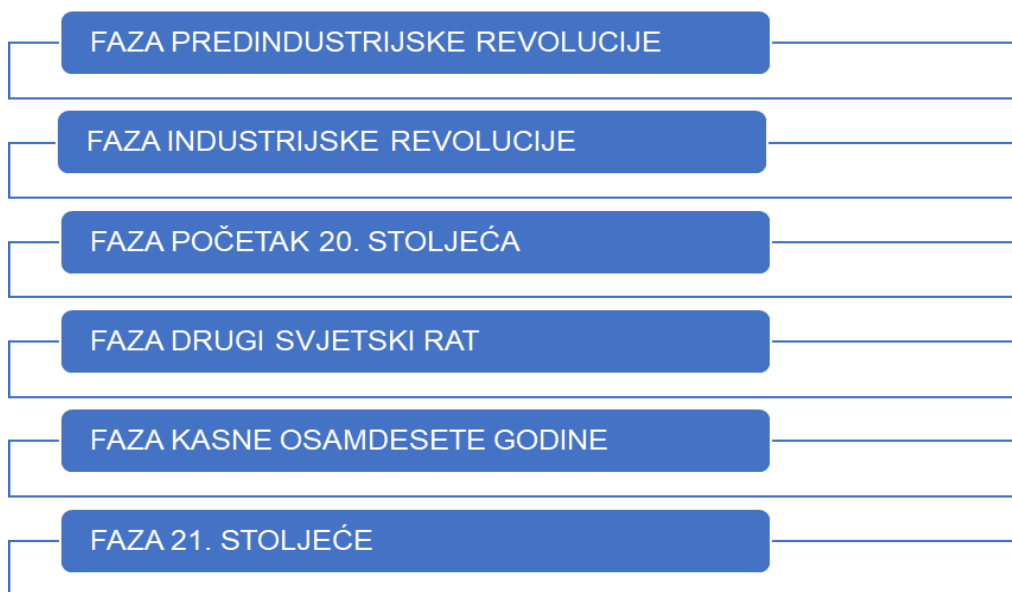 FAZA PREDINDUSTRIJSKE REVOLUCIJE
FAZA INDUSTRIJSKE REVOLUCIJE
FAZA POČETAK 20. STOLJEĆA
FAZA DRUGI SVJETSKI RAT
FAZA KASNE OSAMDESETE GODINE
FAZA 21. STOLJEĆE